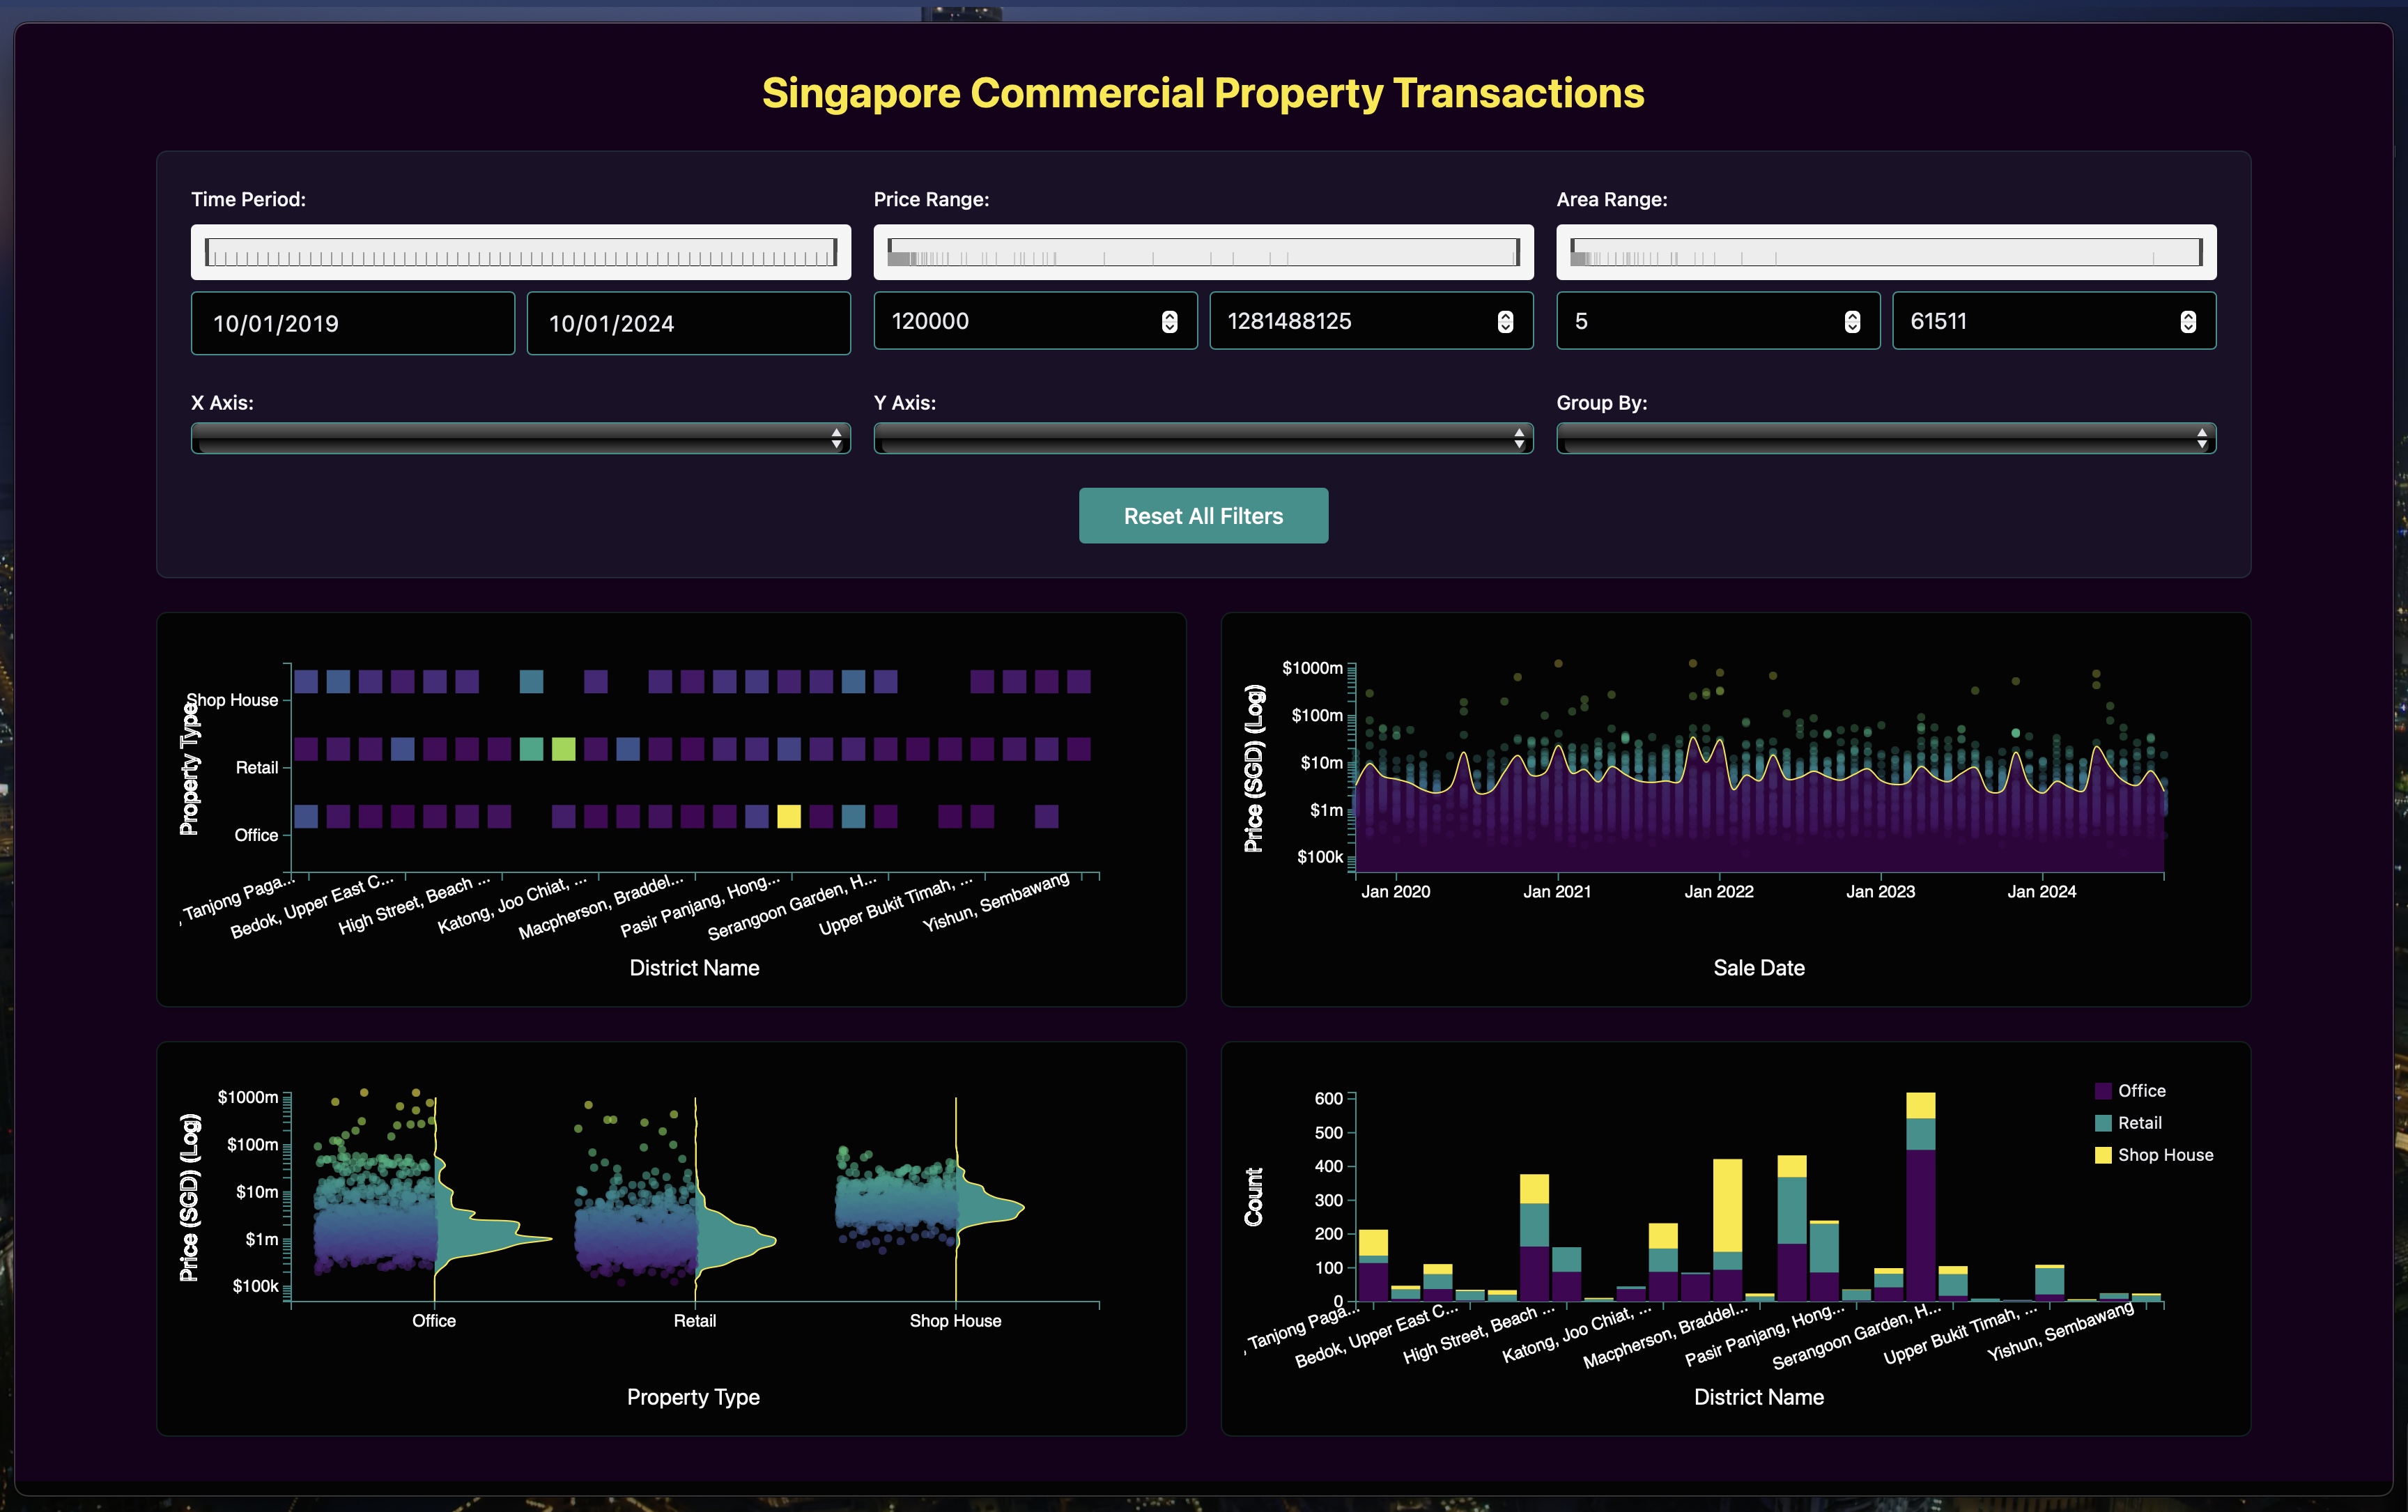 Singapore Commercial Property Transactions
Time Period:
Price Range:
Area Range:
10/01/2019
10/01/2024
120000
1281488125
5
61511
X Axis:
Y Axis:
Group By:
Reset All Filters
Property Type
Shop House
Retail
Office
, Tanjong Paga...
Bedok, Upper East C...
High Street, Beach ...
Katong, Joo Chiat, ...
Macpherson, Braddel...
Pasir Panjang, Hong...
Serangoon Garden, H...
Upper Bukit Timah, ...
Yishun, Sembawang
District Name
Price (SGD) (Log)
$1000m
$100m
$10m
$1m
$100k
Jan 2020
Jan 2021
Jan 2022
Jan 2023
Jan 2024
Sale Date
Price (SGD) (Log)
$1000m
$100m
$10m
$1m
$100k
Office
Retail
Shop House
Property Type
Count
600
500
400
300
200
100
0
Office
Retail
Shop House
, Tanjong Paga...
Bedok, Upper East C...
High Street, Beach ...
Katong, Joo Chiat, ...
Macpherson, Braddel...
Pasir Panjang, Hong...
Serangoon Garden, H...
Upper Bukit Timah, ...
Yishun, Sembawang
District Name